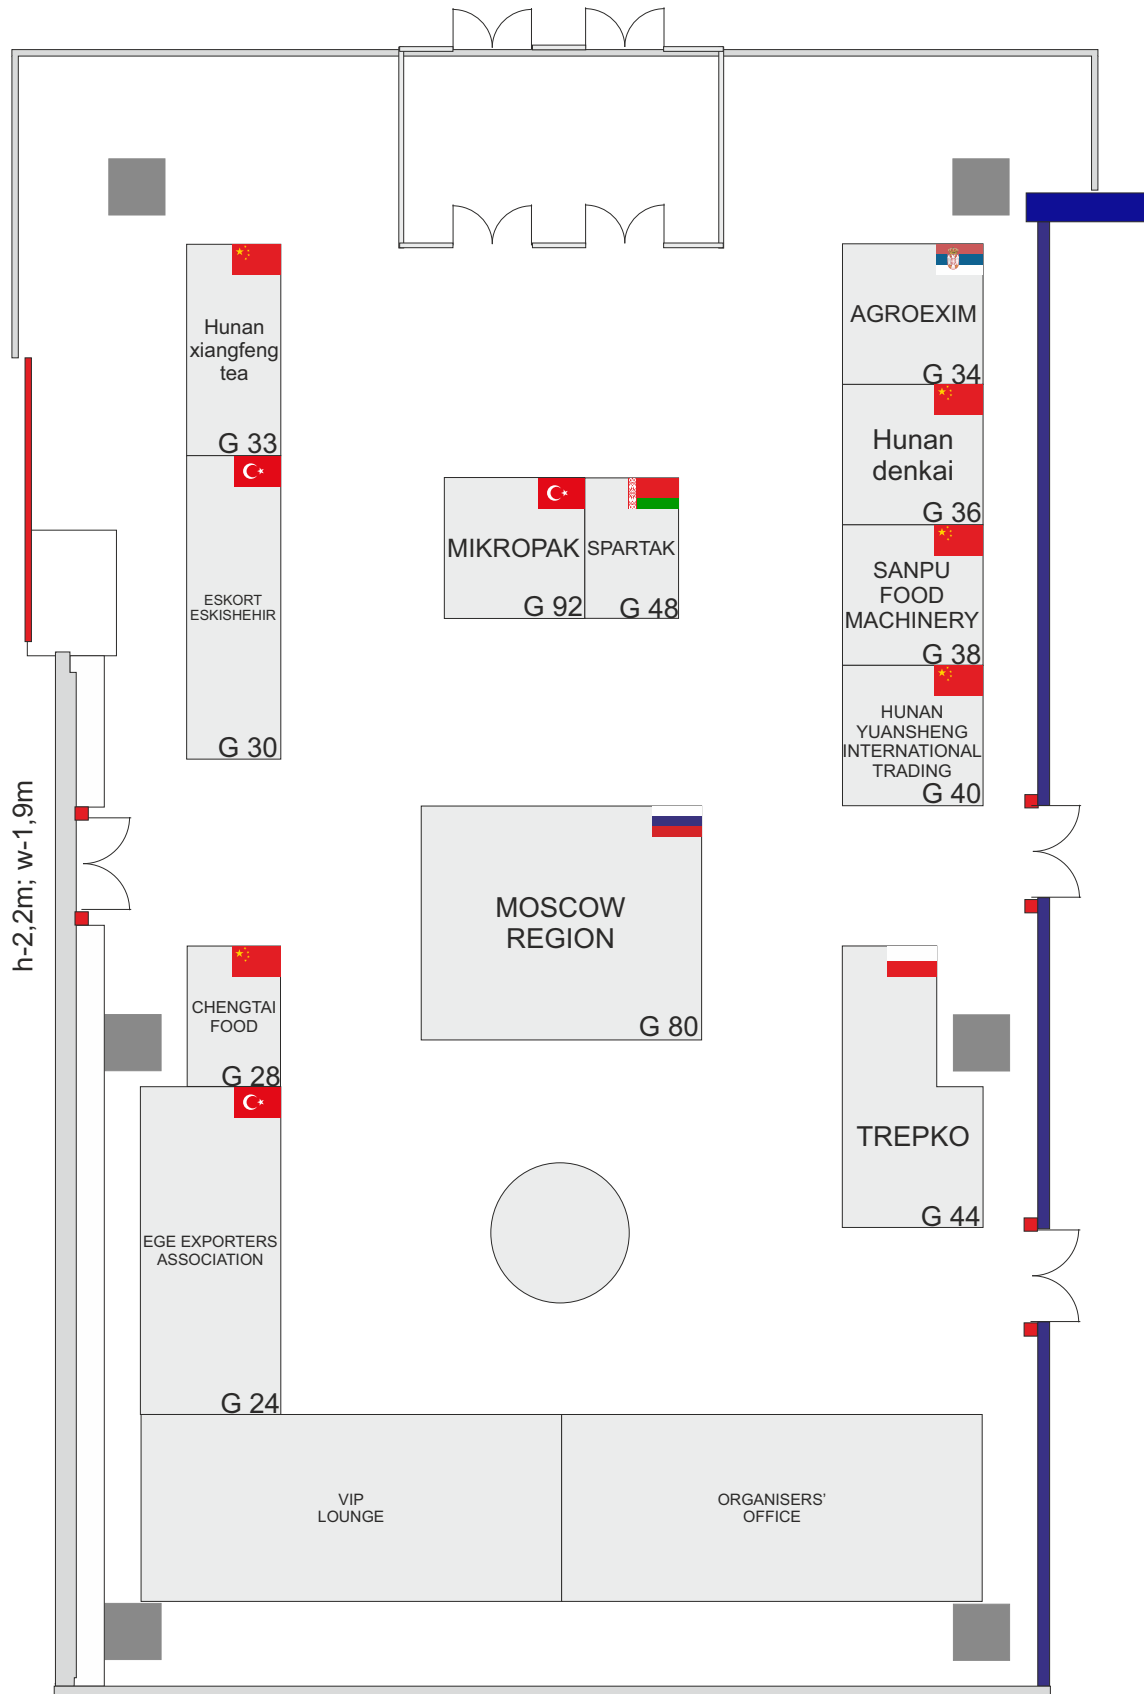 Hunan
xiangfeng
tea
G 33
AGROEXIM
G 34
Hunan
denkai
G 36
ESKORT
ESKISHEHIR
G 30
MIKROPAK
G 92
SPARTAK
G 48
SANPU
FOOD
MACHINERY
G 38
HUNAN
YUANSHENG
INTERNATIONAL
TRADING
G 40
h-2,2m; w-1,9m
MOSCOW
REGION
G 80
CHENGTAI
FOOD
G 28
TREPKO
G 44
EGE EXPORTERS
ASSOCIATION
G 24
VIP
LOUNGE
ORGANISERS'
OFFICE